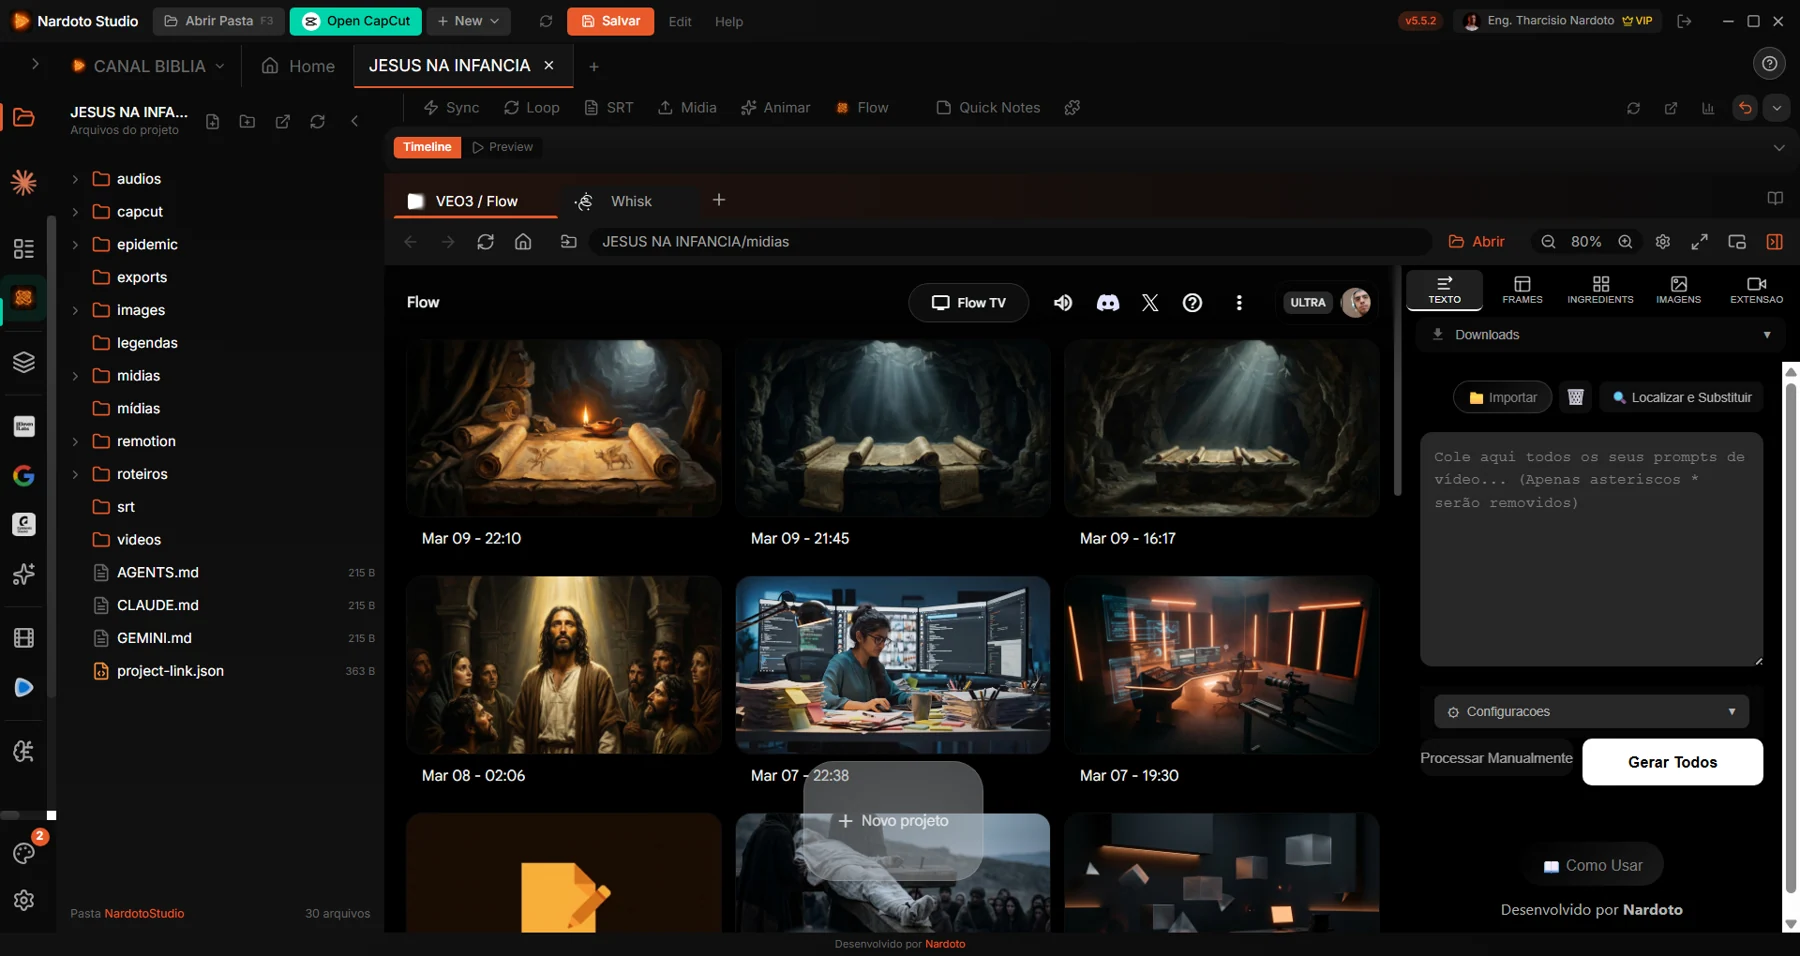 Nardoto Studio
Abrir Pasta F3
Open CapCut
+ New
Salvar
Edit
Help
v5.5.2
Eng. Tharcisio Nardoto
VIP
CANAL BIBLIA
Home
JESUS NA INFANCIA
JESUS NA INFA...
Arquivos do projeto
Sync
Loop
SRT
Midia
Animar
Flow
Quick Notes
Timeline
Preview
VEO3 / Flow
Whisk
JESUS NA INFANCIA/midias
Abrir
80%
audios
capcut
epidemic
exports
images
legendas
midias
mídias
remotion
roteiros
srt
videos
AGENTS.md 215 B
CLAUDE.md 215 B
GEMINI.md 215 B
project-link.json 363 B
Pasta NardotoStudio
30 arquivos
2
Flow
Flow TV
ULTRA
Mar 09 - 22:10
Mar 09 - 21:45
Mar 09 - 16:17
Mar 08 - 02:06
Mar 07 - 22:38
Mar 07 - 19:30
+ Novo projeto
TEXTO
FRAMES
INGREDIENTS
IMAGENS
EXTENSAO
Downloads
Importar
Localizar e Substituir
Cole aqui todos os seus prompts de
vídeo... (Apenas asteriscos *
serão removidos)
Configuracoes
Processar Manualmente
Gerar Todos
Como Usar
Desenvolvido por Nardoto
Desenvolvido por Nardoto